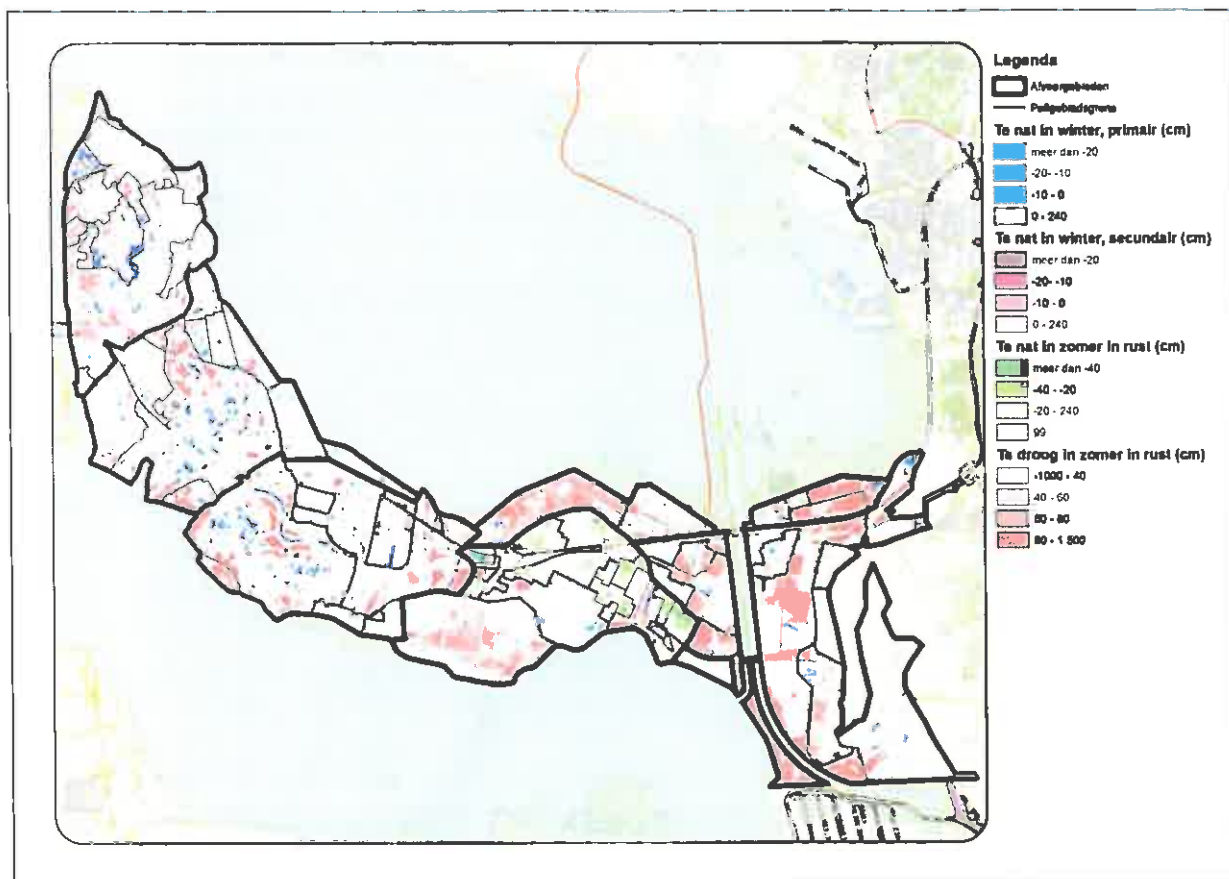 Legenda
Afvoergebieden
Peilgebiedsgrens
Te nat in winter, primair (cm)
meer dan -20
-20- -10
-10 - 0
0 - 240
Te nat in winter, secundair (cm)
meer dan -20
-20- -10
-10 - 0
0 - 240
Te nat in zomer in rust (cm)
meer dan -40
-40 - -20
-20 - 240
99
Te droog in zomer in rust (cm)
-1000 - 40
40 - 60
60 - 80
80 - 1 500